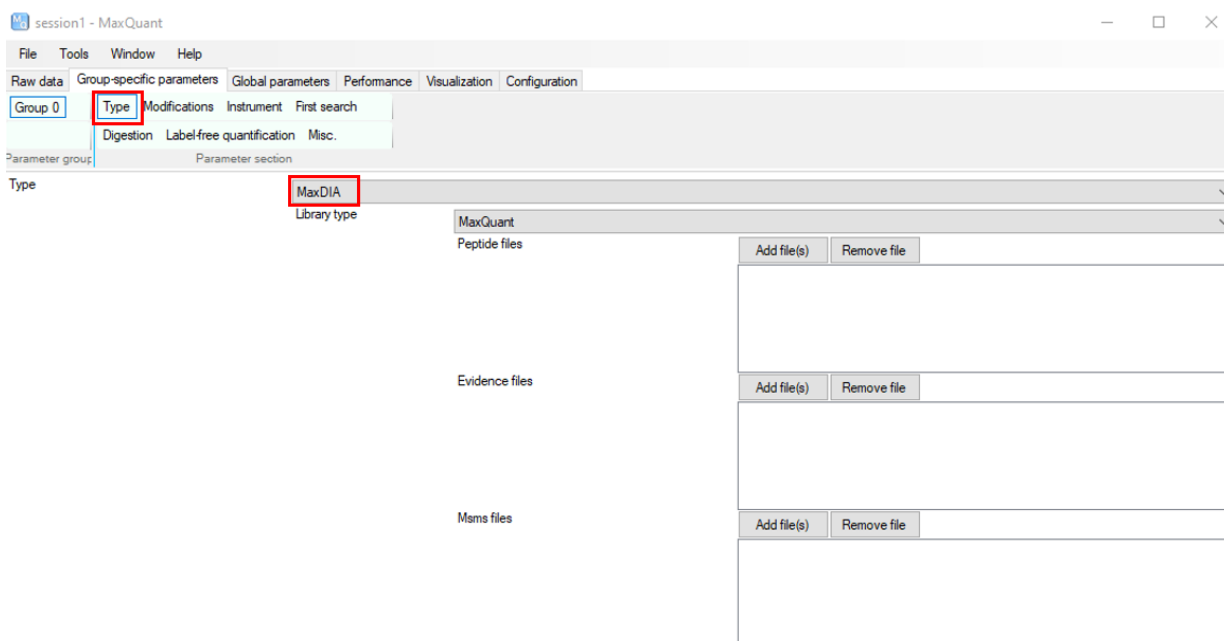 session1 - MaxQuant
File Tools Window Help
Raw data Group-specific parameters Global parameters Performance Visualization Configuration
Group 0 Type Modifications Instrument First search
Digestion Label-free quantification Misc.
Parameter group Parameter section
Type MaxDIA
Library type MaxQuant
Peptide files Add file(s) Remove file
Evidence files Add file(s) Remove file
Msms files Add file(s) Remove file